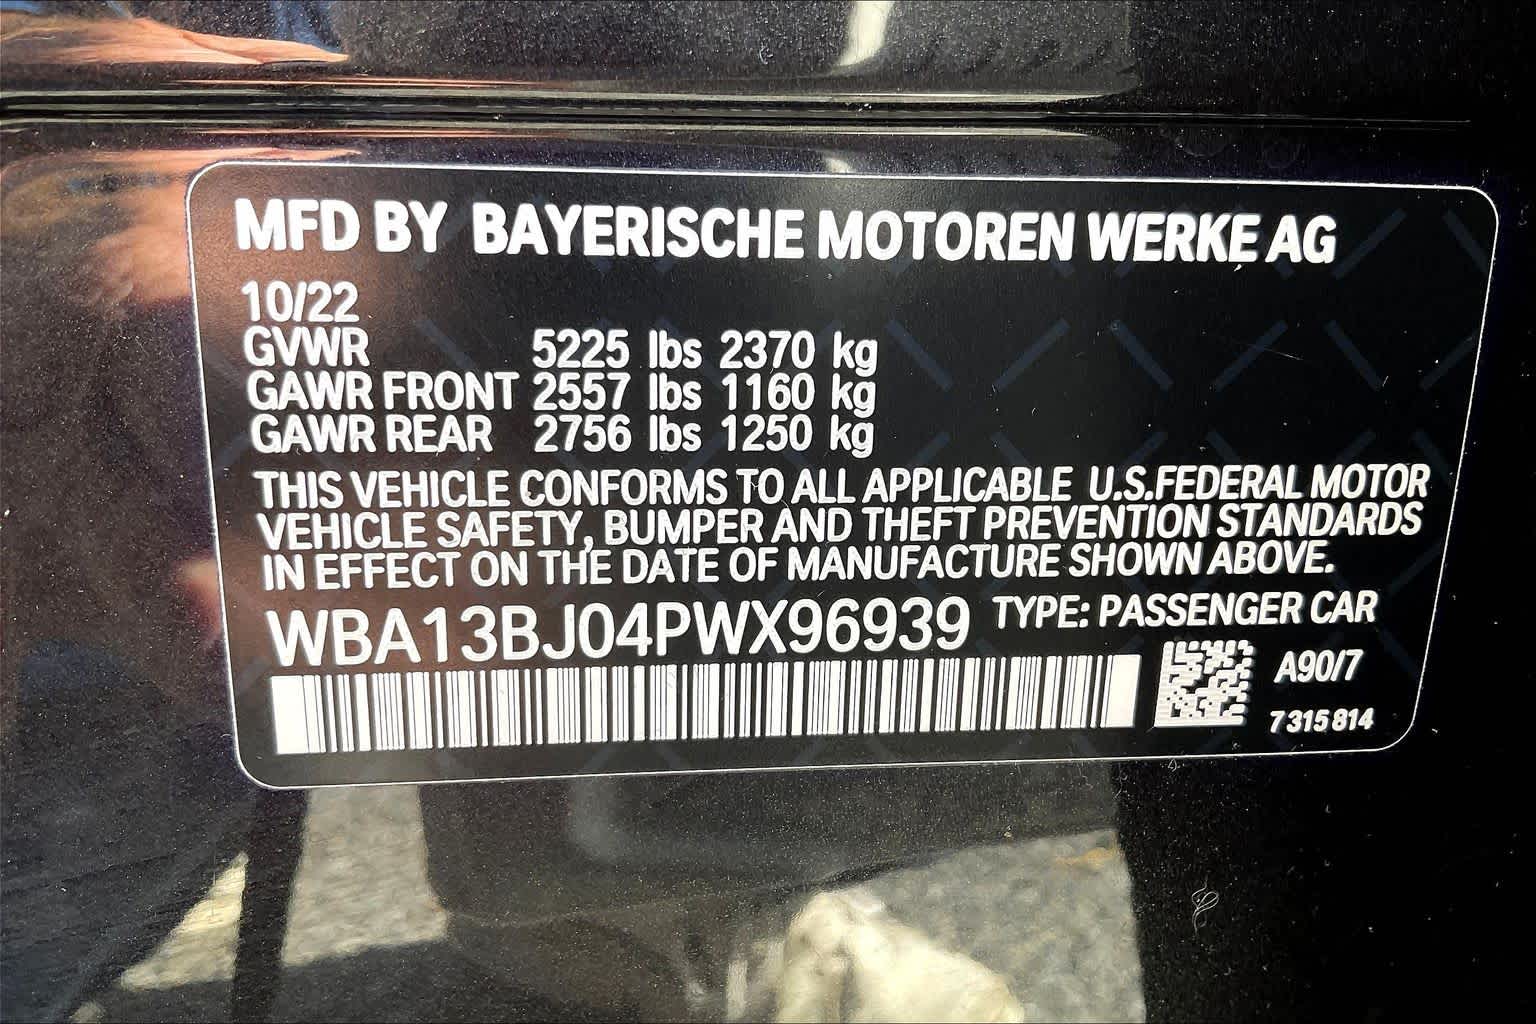 MFD BY BAYERISCHE MOTOREN WERKE AG
10/22
GVWR 5225 lbs 2370 kg
GAWR FRONT 2557 lbs 1160 kg
GAWR REAR 2756 lbs 1250 kg
THIS VEHICLE CONFORMS TO ALL APPLICABLE U.S.FEDERAL MOTOR
VEHICLE SAFETY, BUMPER AND THEFT PREVENTION STANDARDS
IN EFFECT ON THE DATE OF MANUFACTURE SHOWN ABOVE.
WBA13BJ04PWX96939 TYPE: PASSENGER CAR
A90/7
7 315 814